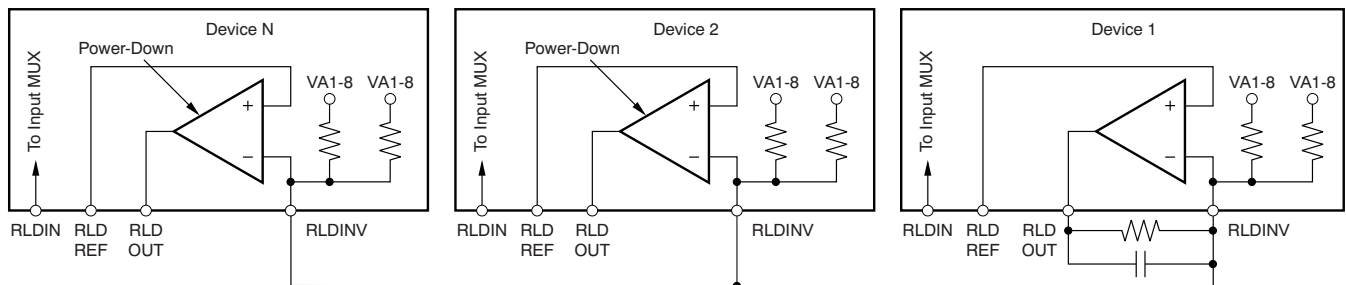 Device N
Power-Down
To Input MUX
VA1-8 VA1-8
+
−
RLDIN RLD REF RLD OUT RLDINV
Device 2
Power-Down
To Input MUX
VA1-8 VA1-8
+
−
RLDIN RLD REF RLD OUT RLDINV
Device 1
To Input MUX
VA1-8 VA1-8
+
−
RLDIN RLD REF RLD OUT RLDINV